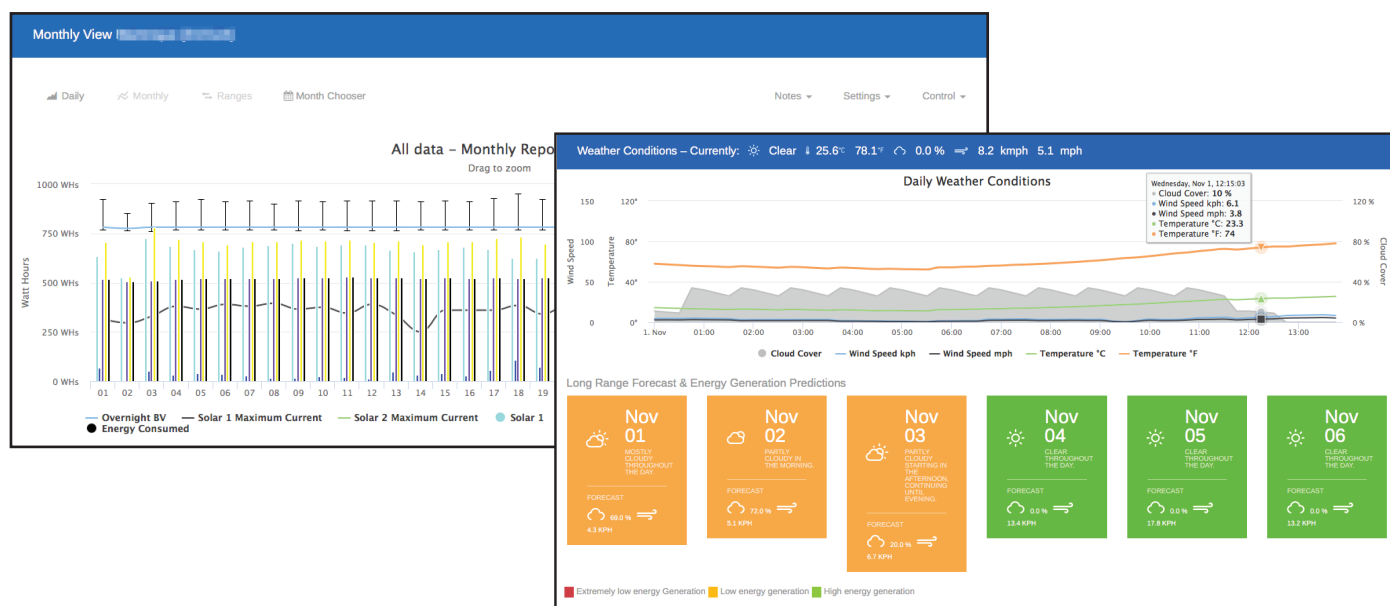 Monthly View
Daily
Monthly
Ranges
Month Chooser
Notes
Settings
Control
All data – Monthly Repo
Drag to zoom
1000 WHs
750 WHs
500 WHs
250 WHs
0 WHs
Watt Hours
01 02 03 04 05 06 07 08 09 10 11 12 13 14 15 16 17 18 19
Overnight BV
Solar 1 Maximum Current
Solar 2 Maximum Current
Solar 1
Energy Consumed
Weather Conditions – Currently: Clear 25.6°C 78.1°F 0.0 % 8.2 kmph 5.1 mph
Daily Weather Conditions
Wednesday, Nov 1, 12:15:03
Cloud Cover: 10 %
Wind Speed kph: 6.1
Wind Speed mph: 3.8
Temperature °C: 23.3
Temperature °F: 74
150
100
50
0
Wind Speed
120°
80°
40°
0°
Temperature
120 %
80 %
40 %
0 %
Cloud Cover
1. Nov 01:00 02:00 03:00 04:00 05:00 06:00 07:00 08:00 09:00 10:00 11:00 12:00 13:00
Cloud Cover
Wind Speed kph
Wind Speed mph
Temperature °C
Temperature °F
Long Range Forecast & Energy Generation Predictions
Nov
01
MOSTLY
CLOUDY
THROUGHOUT
THE DAY.
FORECAST
69.0 %
4.3 KPH
Nov
02
PARTLY
CLOUDY IN
THE MORNING.
FORECAST
72.0 %
5.1 KPH
Nov
03
PARTLY
CLOUDY
STARTING IN
THE
AFTERNOON,
CONTINUING
UNTIL
EVENING
FORECAST
20.0 %
6.7 KPH
Nov
04
CLEAR
THROUGHOUT
THE DAY.
FORECAST
0.0 %
13.4 KPH
Nov
05
CLEAR
THROUGHOUT
THE DAY.
FORECAST
0.0 %
17.8 KPH
Nov
06
CLEAR
THROUGHOUT
THE DAY.
FORECAST
0.0 %
13.2 KPH
Extremely low energy Generation
Low energy generation
High energy generation